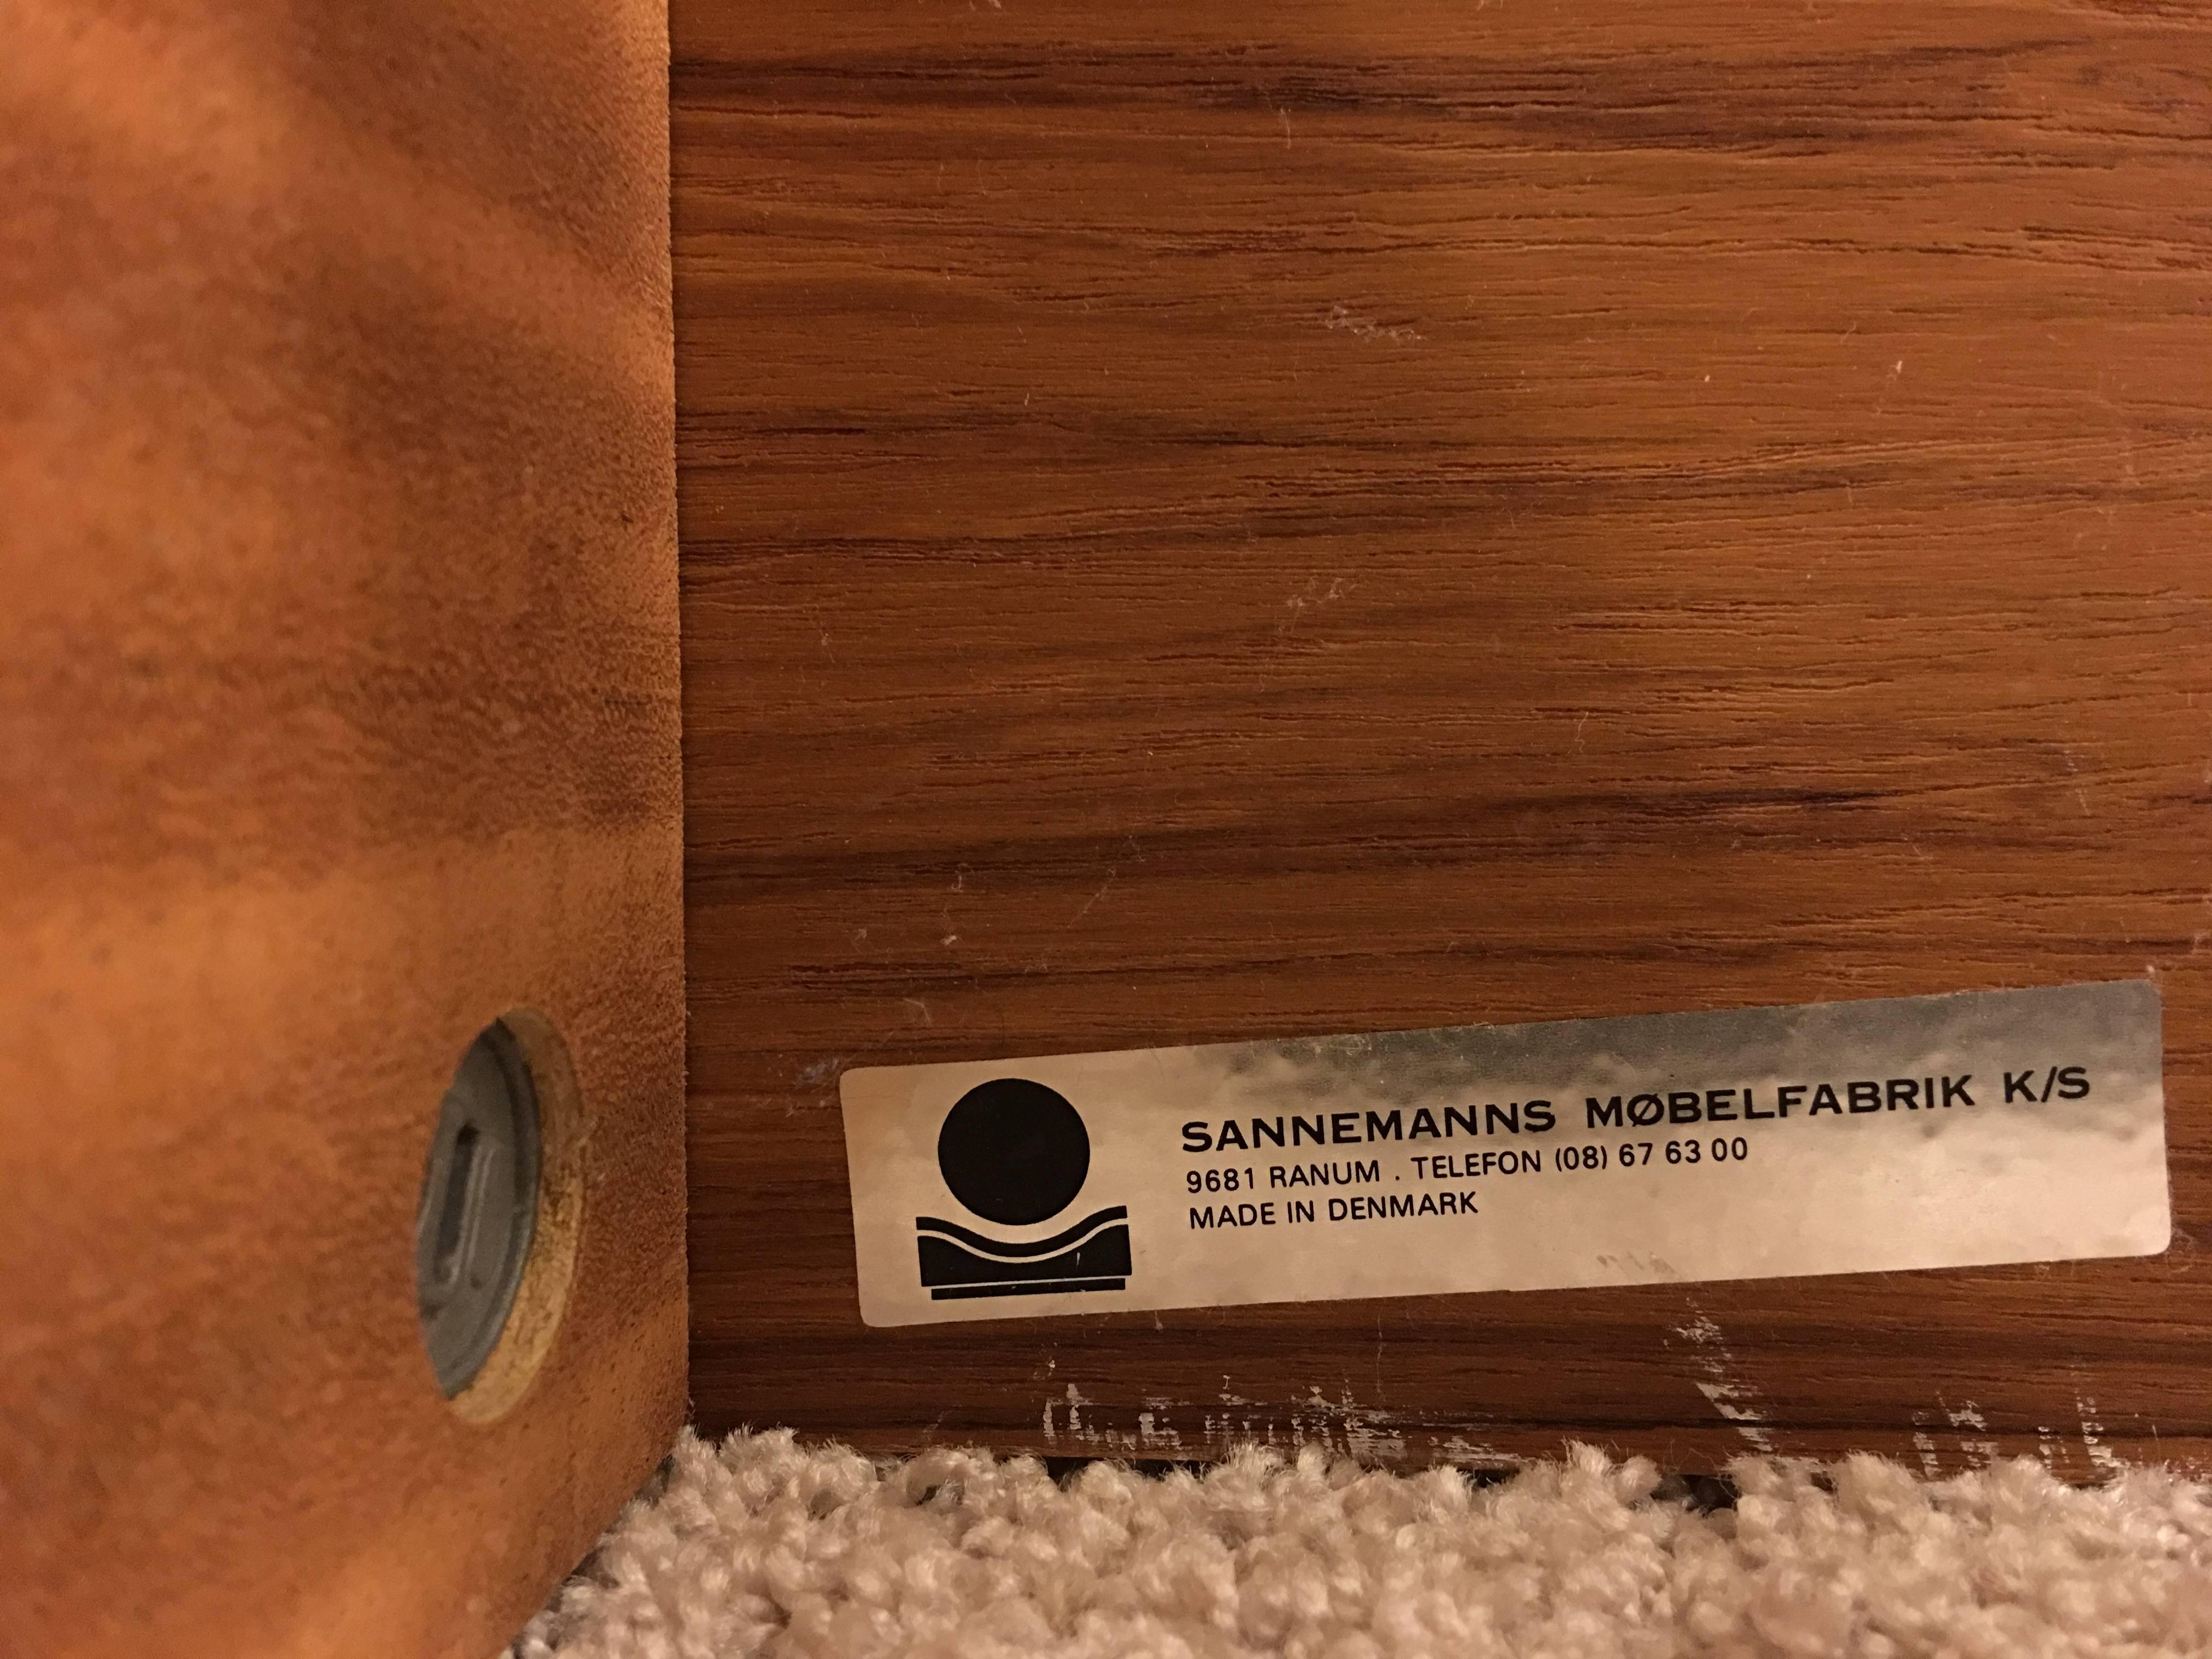 SANNEMANNS MØBELFABRIK K/S
9681 RANUM . TELEFON (08) 67 63 00
MADE IN DENMARK